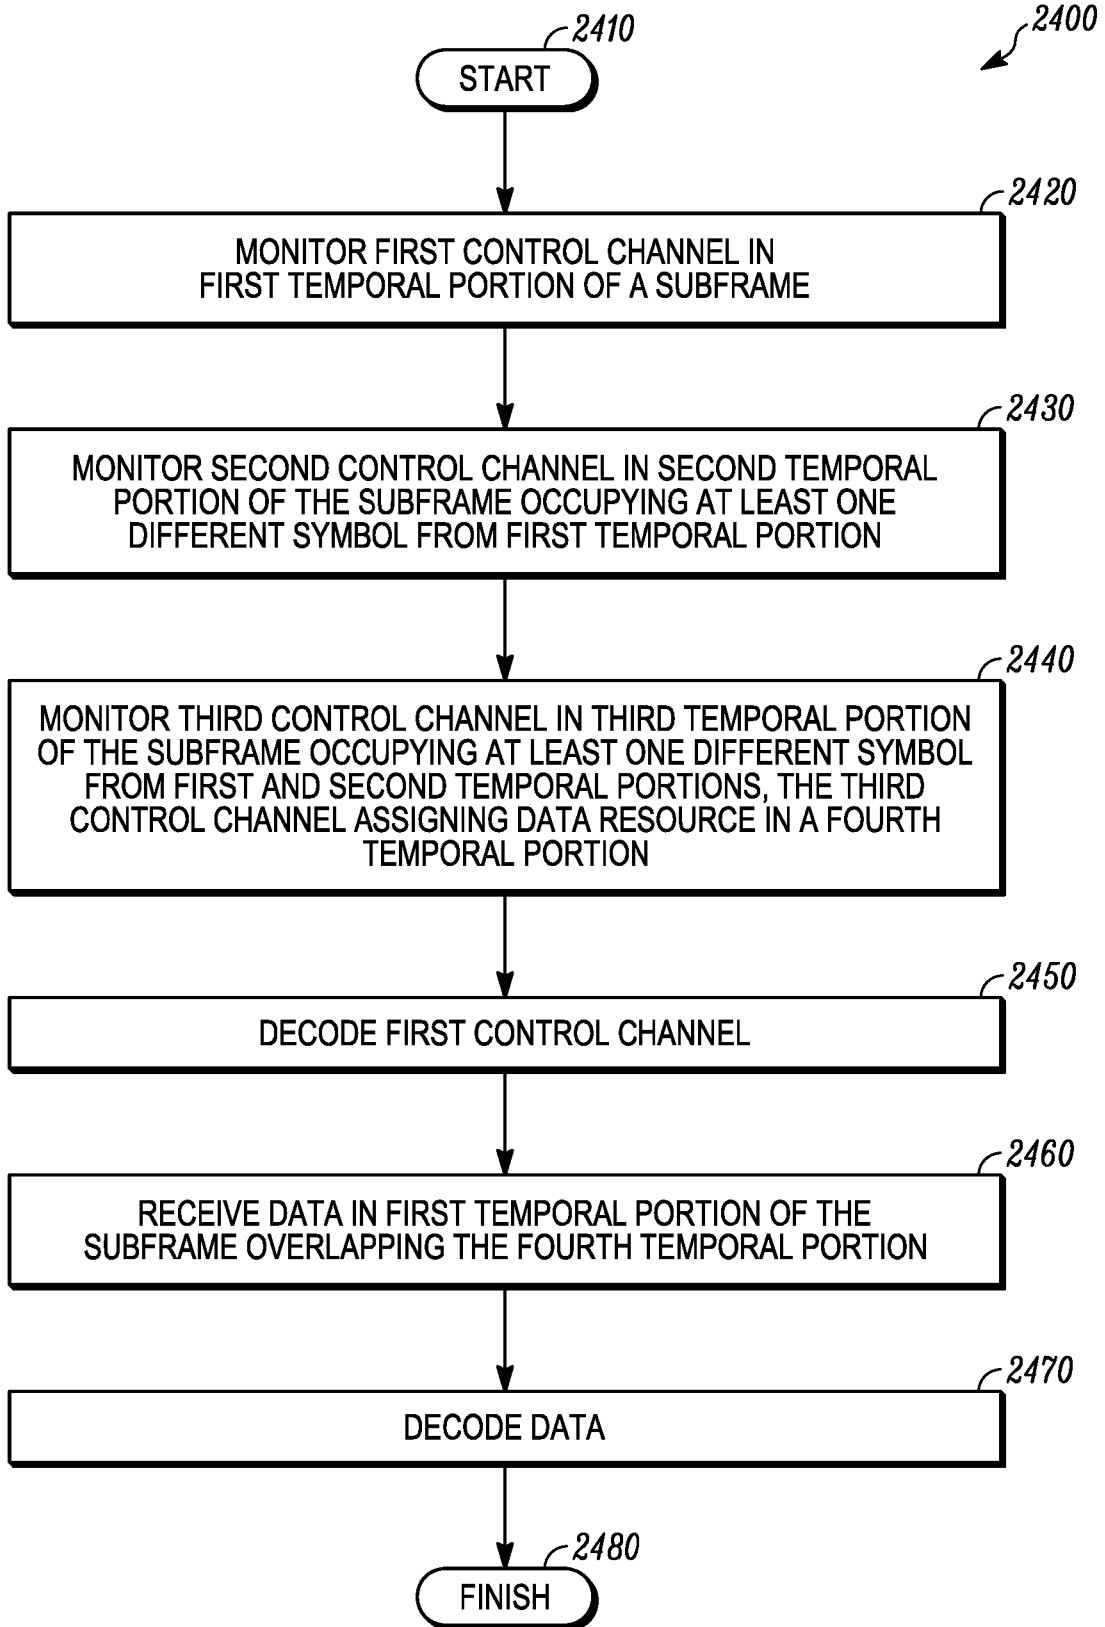 2400
2410
START
2420
MONITOR FIRST CONTROL CHANNEL IN
FIRST TEMPORAL PORTION OF A SUBFRAME
2430
MONITOR SECOND CONTROL CHANNEL IN SECOND TEMPORAL
PORTION OF THE SUBFRAME OCCUPYING AT LEAST ONE
DIFFERENT SYMBOL FROM FIRST TEMPORAL PORTION
2440
MONITOR THIRD CONTROL CHANNEL IN THIRD TEMPORAL PORTION
OF THE SUBFRAME OCCUPYING AT LEAST ONE DIFFERENT SYMBOL
FROM FIRST AND SECOND TEMPORAL PORTIONS, THE THIRD
CONTROL CHANNEL ASSIGNING DATA RESOURCE IN A FOURTH
TEMPORAL PORTION
2450
DECODE FIRST CONTROL CHANNEL
2460
RECEIVE DATA IN FIRST TEMPORAL PORTION OF THE
SUBFRAME OVERLAPPING THE FOURTH TEMPORAL PORTION
2470
DECODE DATA
2480
FINISH